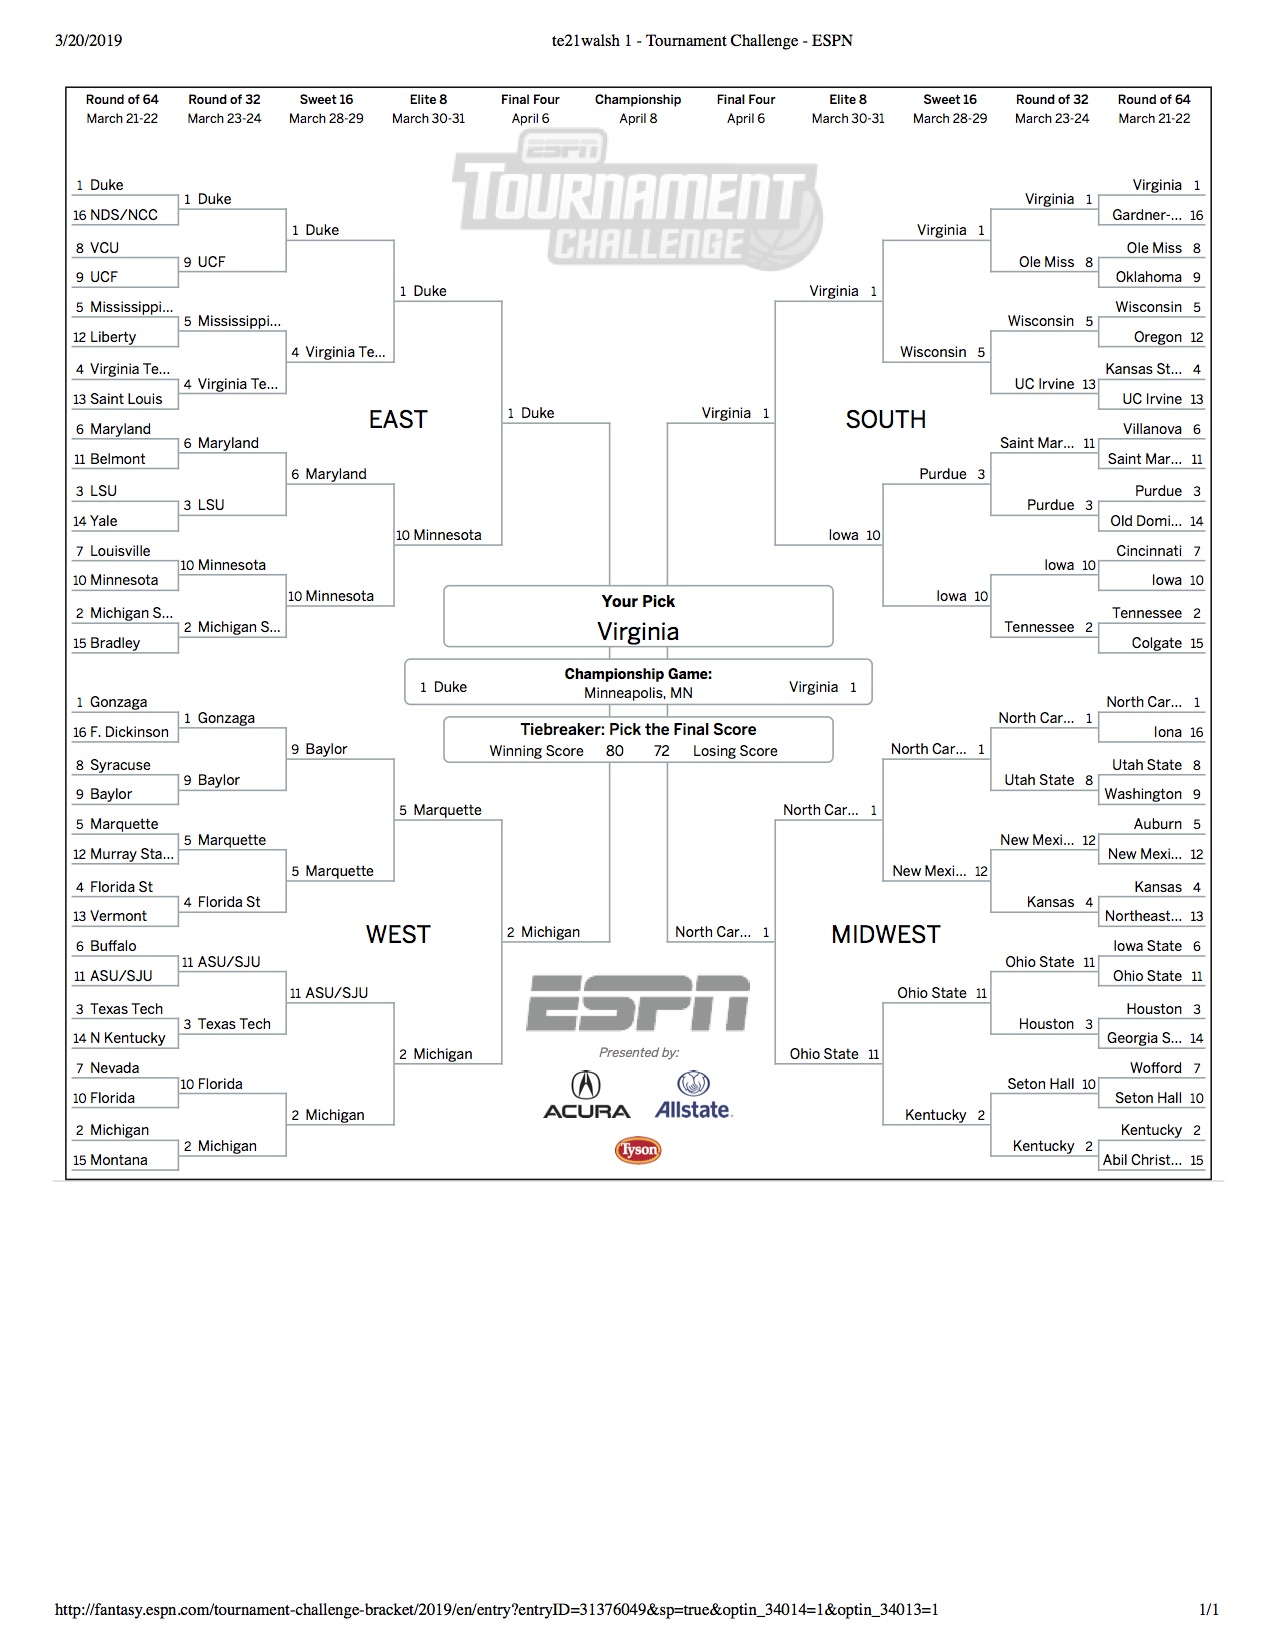 3/20/2019 te21walsh 1 - Tournament Challenge - ESPN
Round of 64 Round of 32 Sweet 16 Elite 8 Final Four Championship Final Four Elite 8 Sweet 16 Round of 32 Round of 64
March 21-22 March 23-24 March 28-29 March 30-31 April 6 April 8 April 6 March 30-31 March 28-29 March 23-24 March 21-22
ESPN
TOURNAMENT
CHALLENGE
1 Duke Virginia 1
1 Duke Virginia 1
16 NDS/NCC Gardner-... 16
1 Duke Virginia 1
8 VCU Ole Miss 8
9 UCF Ole Miss 8
9 UCF Oklahoma 9
1 Duke Virginia 1
5 Mississippi... Wisconsin 5
5 Mississippi... Wisconsin 5
12 Liberty Oregon 12
4 Virginia Te... Wisconsin 5
4 Virginia Te... Kansas St... 4
4 Virginia Te... UC Irvine 13
13 Saint Louis UC Irvine 13
EAST 1 Duke Virginia 1 SOUTH
6 Maryland Villanova 6
6 Maryland Saint Mar... 11
11 Belmont Saint Mar... 11
6 Maryland Purdue 3
3 LSU Purdue 3
3 LSU Purdue 3
14 Yale Old Domi... 14
10 Minnesota Iowa 10
7 Louisville Cincinnati 7
10 Minnesota Iowa 10
10 Minnesota Iowa 10
10 Minnesota Iowa 10
2 Michigan S... Tennessee 2
2 Michigan S... Tennessee 2
15 Bradley Colgate 15
Your Pick
Virginia
Championship Game:
1 Duke Minneapolis, MN Virginia 1
Tiebreaker: Pick the Final Score
Winning Score 80 72 Losing Score
1 Gonzaga North Car... 1
1 Gonzaga North Car... 1
16 F. Dickinson Iona 16
9 Baylor North Car... 1
8 Syracuse Utah State 8
9 Baylor Utah State 8
9 Baylor Washington 9
5 Marquette North Car... 1
5 Marquette Auburn 5
5 Marquette New Mexi... 12
12 Murray Sta... New Mexi... 12
5 Marquette New Mexi... 12
4 Florida St Kansas 4
4 Florida St Kansas 4
13 Vermont Northeast... 13
WEST 2 Michigan North Car... 1 MIDWEST
6 Buffalo Iowa State 6
11 ASU/SJU Ohio State 11
11 ASU/SJU Ohio State 11
11 ASU/SJU Ohio State 11
3 Texas Tech Houston 3
3 Texas Tech Houston 3
14 N Kentucky Georgia S... 14
2 Michigan Ohio State 11
7 Nevada Wofford 7
10 Florida Seton Hall 10
10 Florida Seton Hall 10
2 Michigan Kentucky 2
2 Michigan Kentucky 2
2 Michigan Kentucky 2
15 Montana Abil Christ... 15
ESPN
Presented by:
ACURA Allstate.
Tyson
http://fantasy.espn.com/tournament-challenge-bracket/2019/en/entry?entryID=31376049&sp=true&optin_34014=1&optin_34013=1 1/1